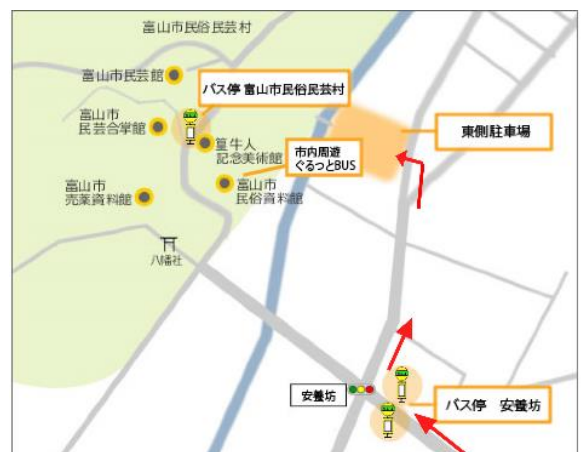 富山市民俗民芸村
富山市民芸館
バス停 富山市民俗民芸村
富山市
民芸合掌館
篁牛人
記念美術館
市内周遊
ぐるっとBUS
東側駐車場
富山市
売薬資料館
富山市
民俗資料館
八幡社
安養坊
バス停 安養坊